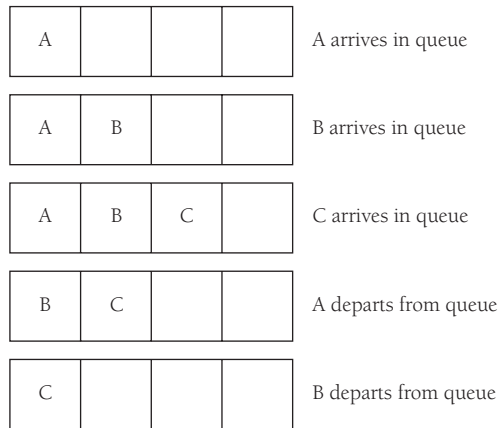 A A arrives in queue
A B B arrives in queue
A B C C arrives in queue
B C A departs from queue
C B departs from queue